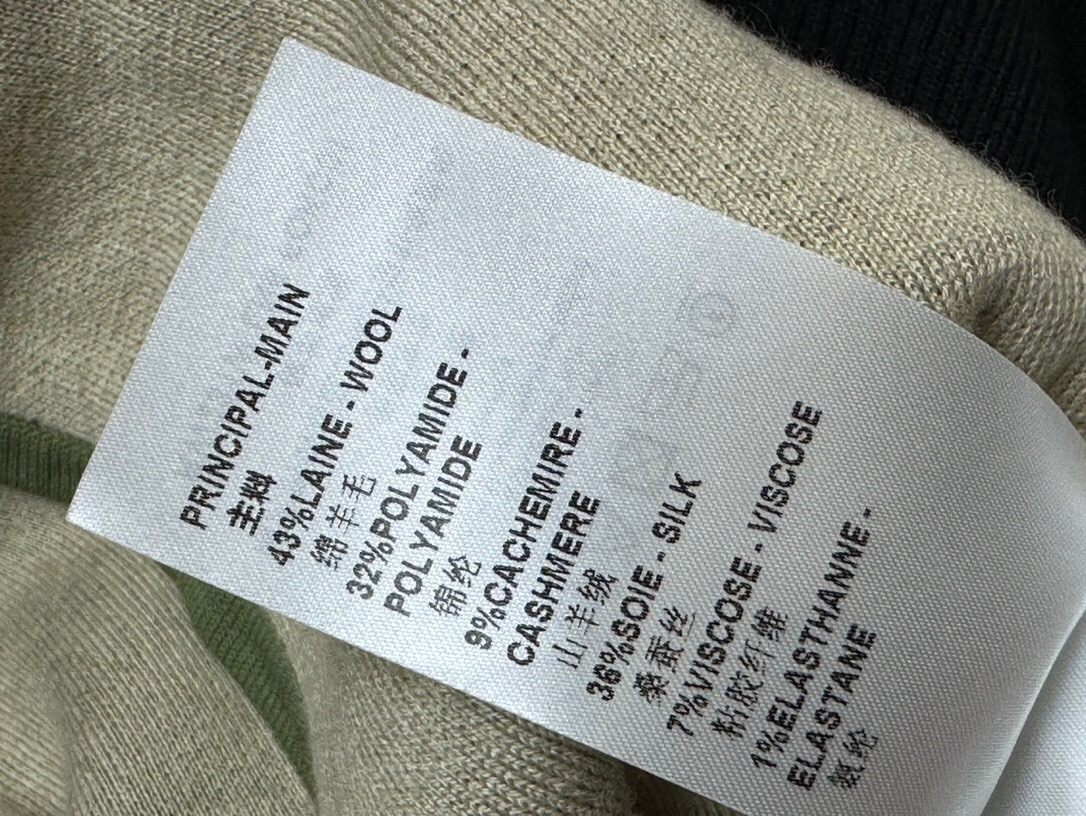 PRINCIPAL-MAIN
主料
43%LAINE - WOOL
绵羊毛
32%POLYAMIDE -
POLYAMIDE
锦纶
9%CACHEMIRE -
CASHMERE
山羊绒
36%SOIE - SILK
桑蚕丝
7%VISCOSE - VISCOSE
粘胶纤维
1%ELASTHANNE -
ELASTANE
氨纶